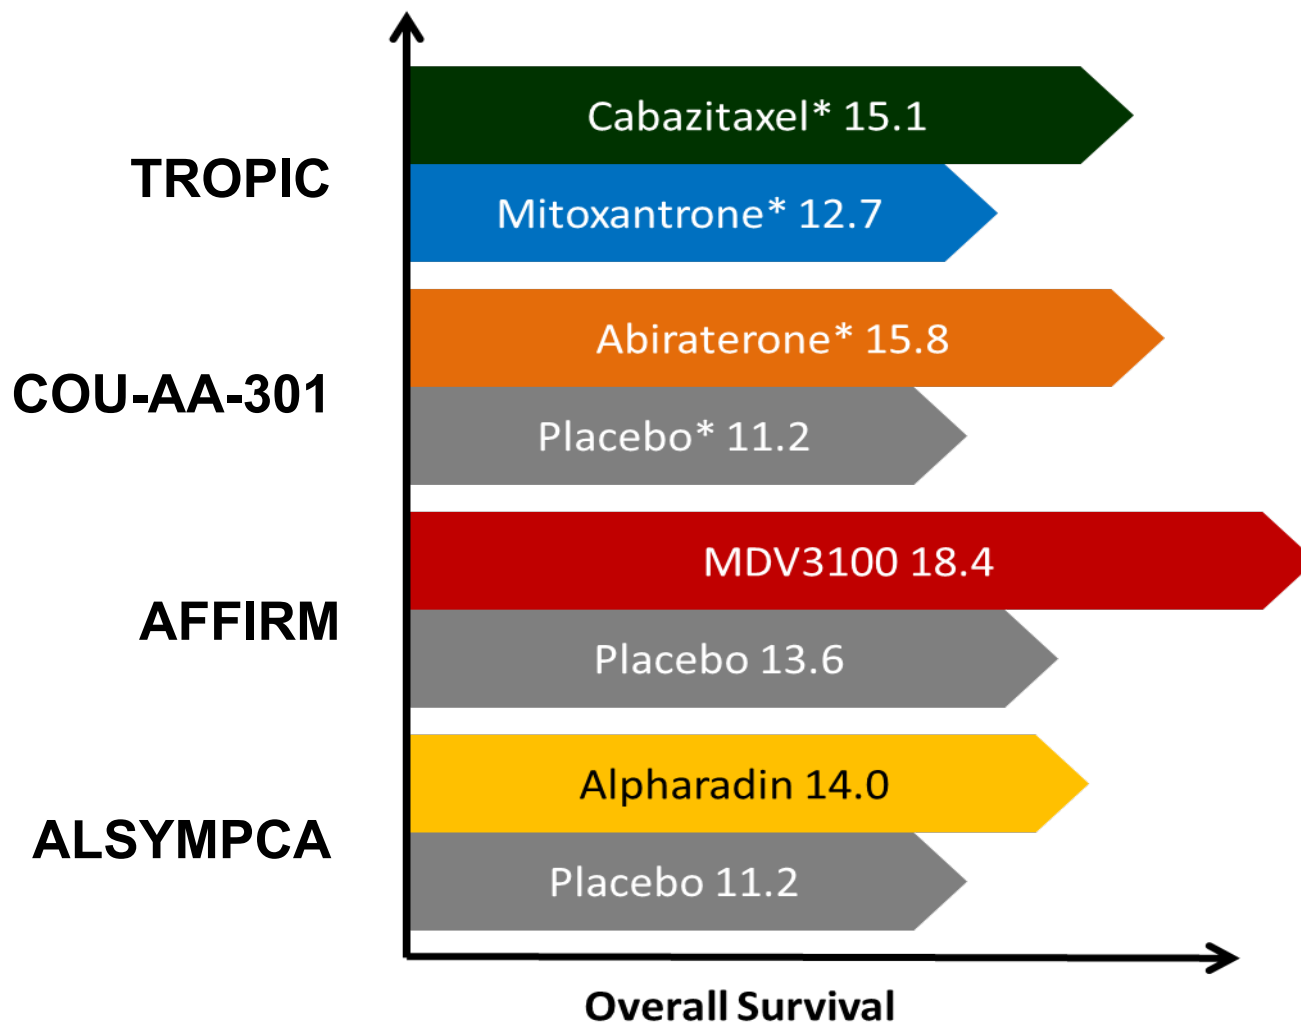 Cabazitaxel* 15.1
TROPIC
Mitoxantrone* 12.7
Abiraterone* 15.8
COU-AA-301
Placebo* 11.2
MDV3100 18.4
AFFIRM
Placebo 13.6
Alpharadin 14.0
ALSYMPCA
Placebo 11.2
Overall Survival